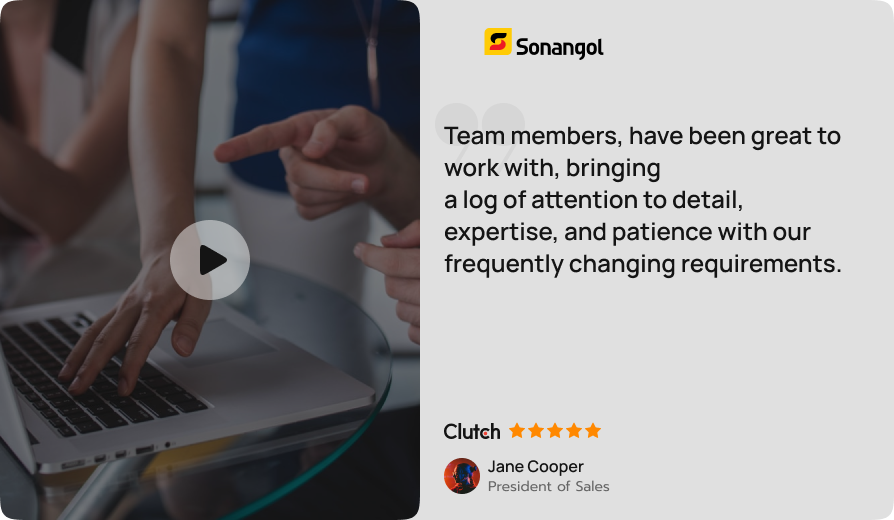 Sonangol
Team members, have been great to
work with, bringing
a log of attention to detail,
expertise, and patience with our
frequently changing requirements.
Clutch
Jane Cooper
President of Sales